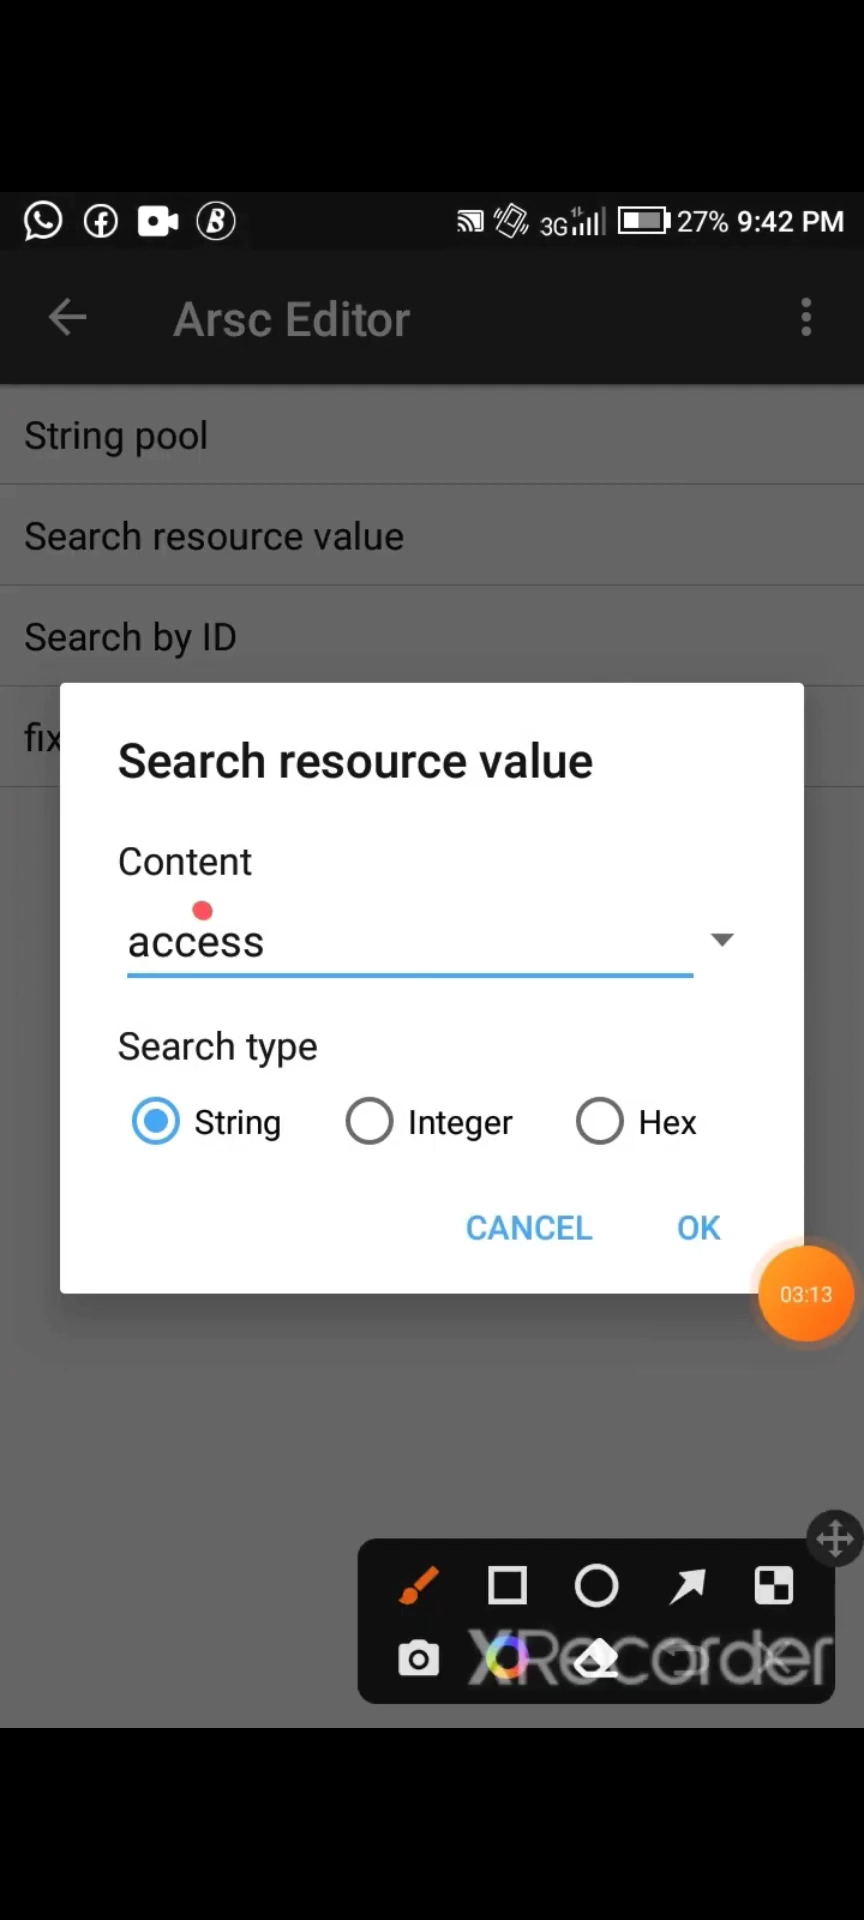 3G 27% 9:42 PM
Arsc Editor
String pool
Search resource value
Search by ID
fix
Search resource value
Content
access
Search type
String Integer Hex
CANCEL OK
03:13
XRecorder